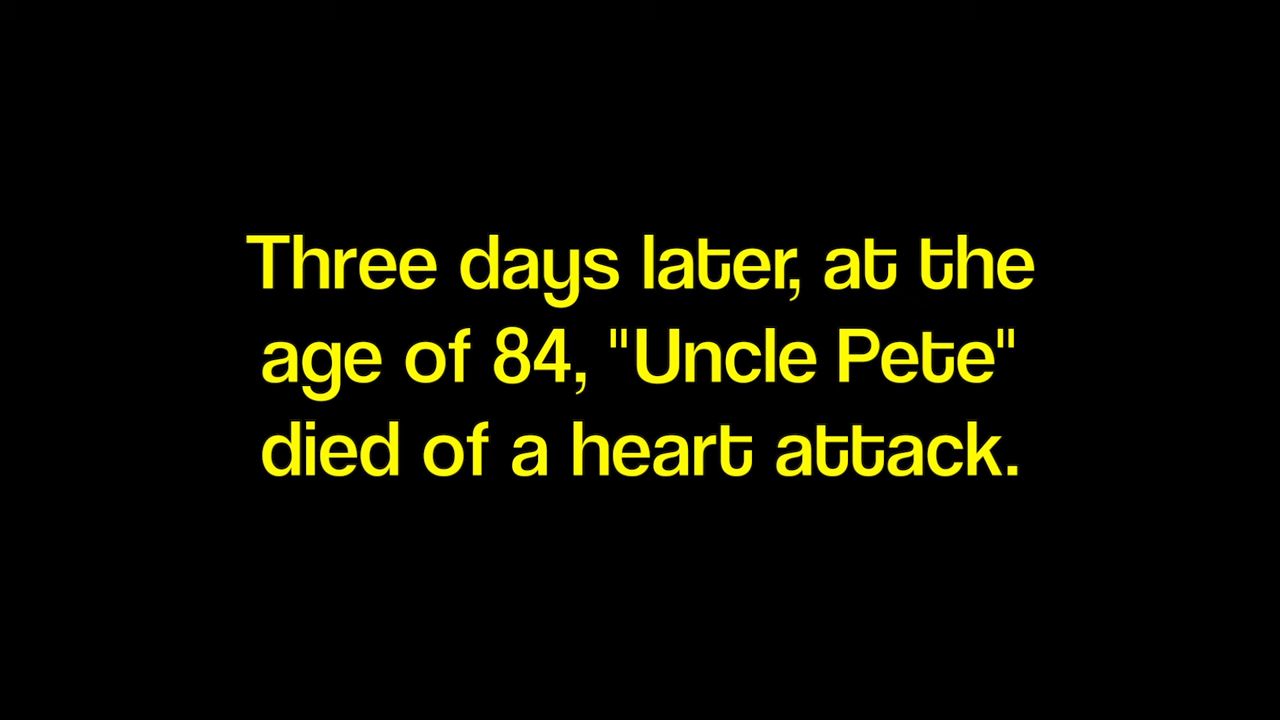 Three days later, at the
age of 84, "Uncle Pete"
died of a heart attack.